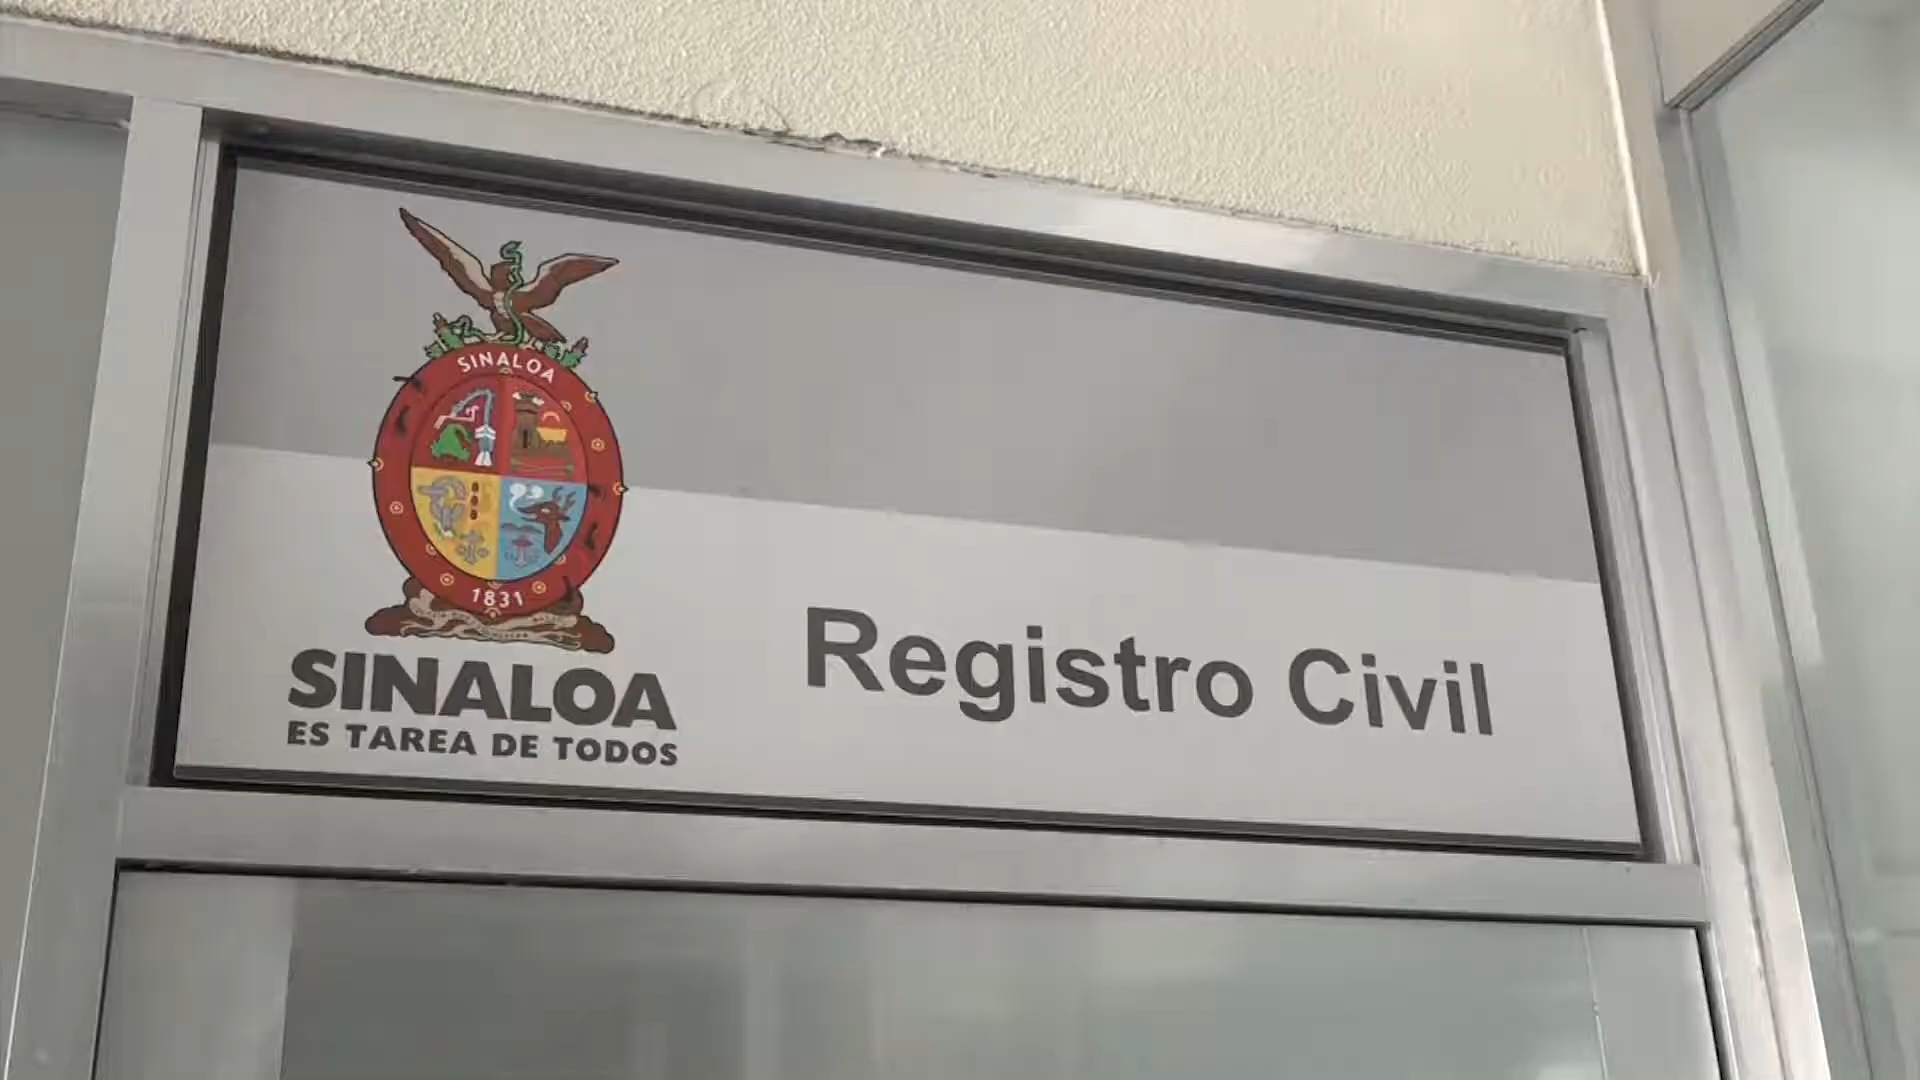 SINALOA
1831
SINALOA
ES TAREA DE TODOS
Registro Civil